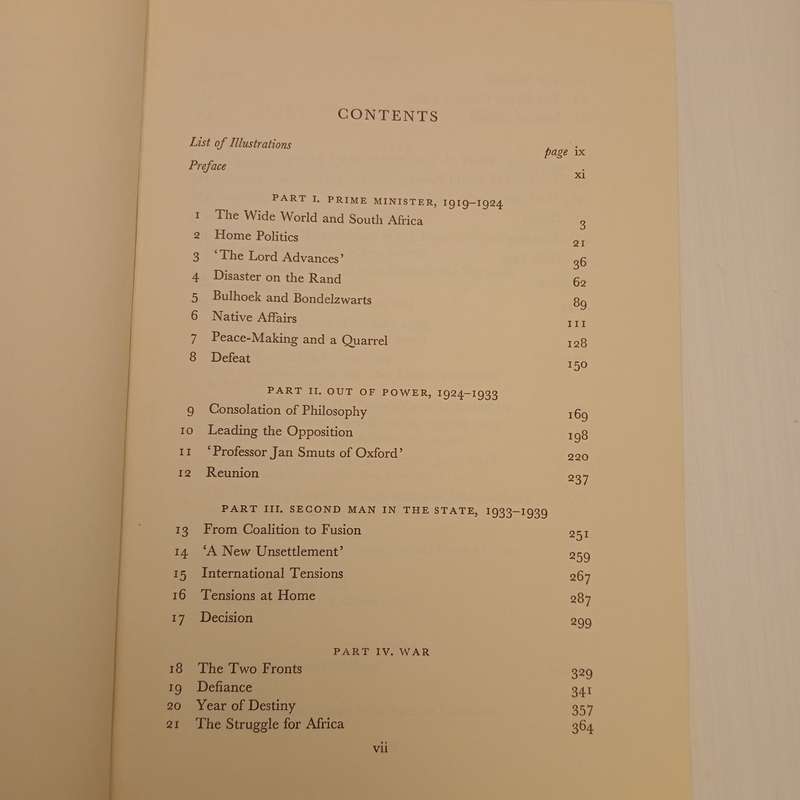 CONTENTS
List of Illustrations page ix
Preface xi
PART I. PRIME MINISTER, 1919–1924
1 The Wide World and South Africa 3
2 Home Politics 21
3 ‘The Lord Advances’ 36
4 Disaster on the Rand 62
5 Bulhoek and Bondelzwarts 89
6 Native Affairs 111
7 Peace-Making and a Quarrel 128
8 Defeat 150
PART II. OUT OF POWER, 1924–1933
9 Consolation of Philosophy 169
10 Leading the Opposition 198
11 ‘Professor Jan Smuts of Oxford’ 220
12 Reunion 237
PART III. SECOND MAN IN THE STATE, 1933–1939
13 From Coalition to Fusion 251
14 ‘A New Unsettlement’ 259
15 International Tensions 267
16 Tensions at Home 287
17 Decision 299
PART IV. WAR
18 The Two Fronts 329
19 Defiance 341
20 Year of Destiny 357
21 The Struggle for Africa 364
vii